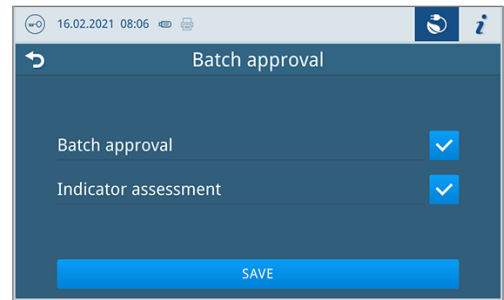 16.02.2021 08:06
i
Batch approval
Batch approval
Indicator assessment
SAVE